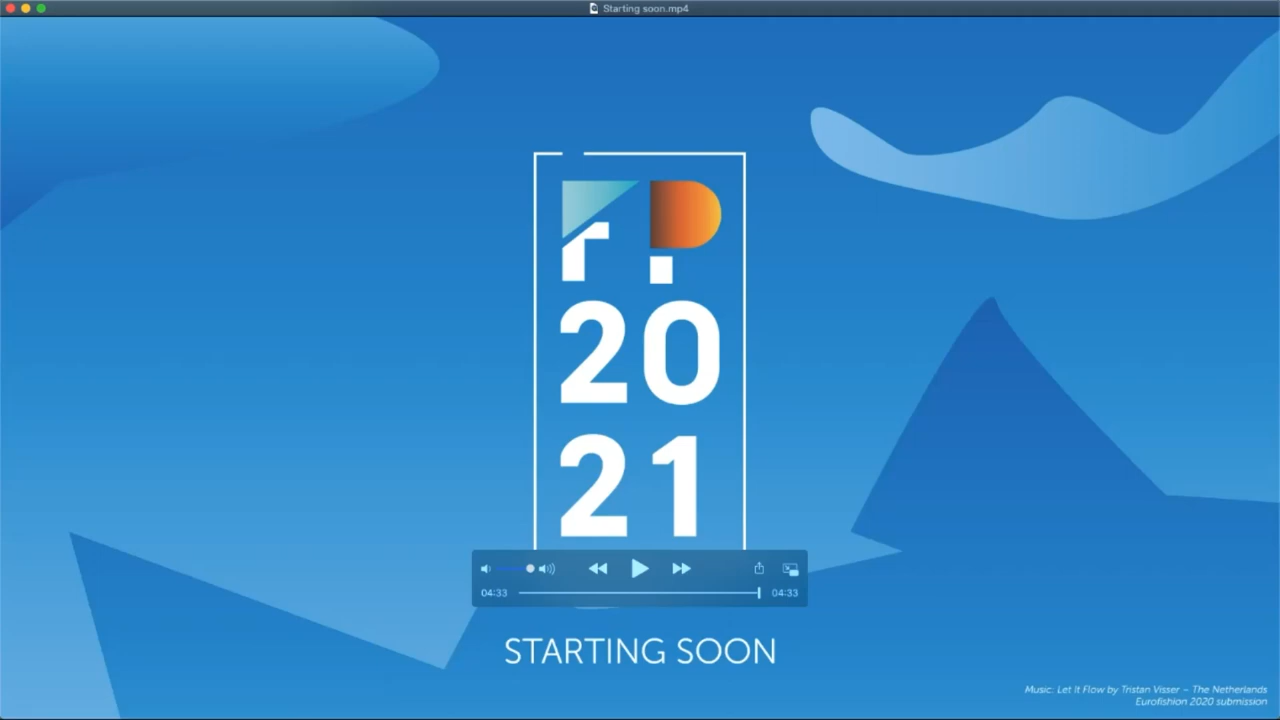 Starting soon.mp4
FP
20
21
04:33
04:33
STARTING SOON
Music: Let It Flow by Tristan Visser – The Netherlands
Eurofishion 2020 submission